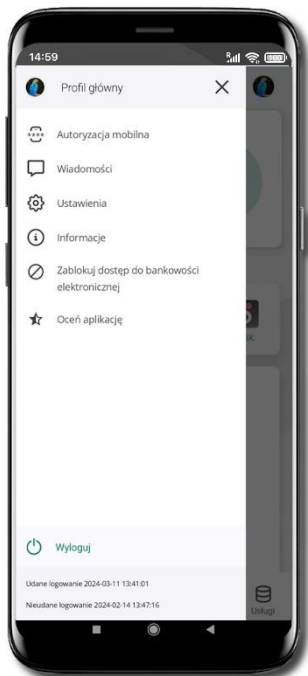 14:59
Profil główny
Autoryzacja mobilna
Wiadomości
Ustawienia
Informacje
Zablokuj dostęp do bankowości
elektronicznej
Oceń aplikację
Wyloguj
Udane logowanie 2024-03-11 13:41:01
Nieudane logowanie 2024-02-14 13:47:16
Usługi